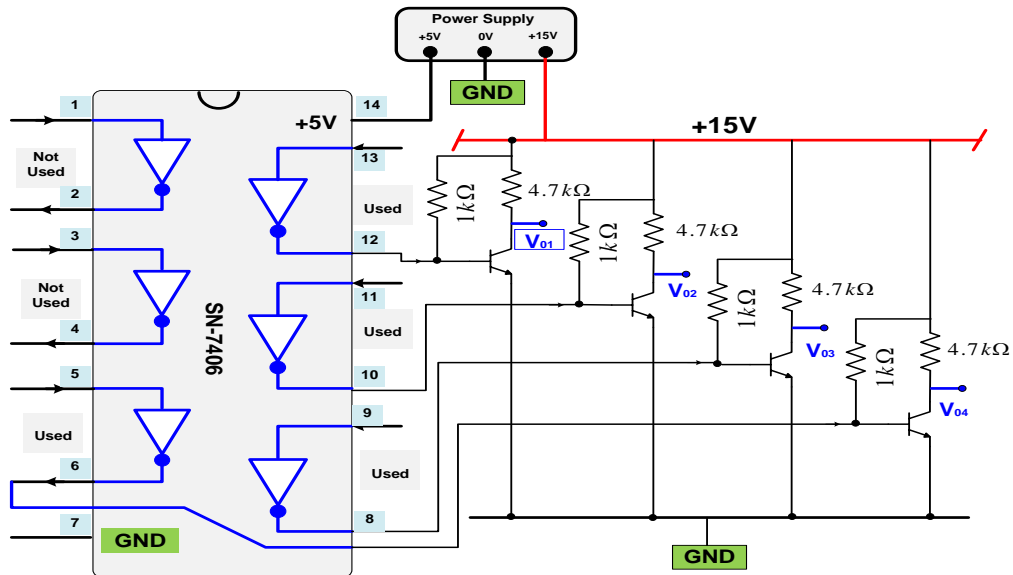 Power Supply
+5V
0V
+15V
GND
1
14
+5V
+15V
13
Not
Used
2
Used
12
1kΩ
4.7kΩ
V01
3
11
1kΩ
4.7kΩ
V02
Not
Used
4
SN-7406
Used
10
1kΩ
4.7kΩ
V03
5
9
1kΩ
4.7kΩ
V04
Used
6
Used
8
7
GND
GND